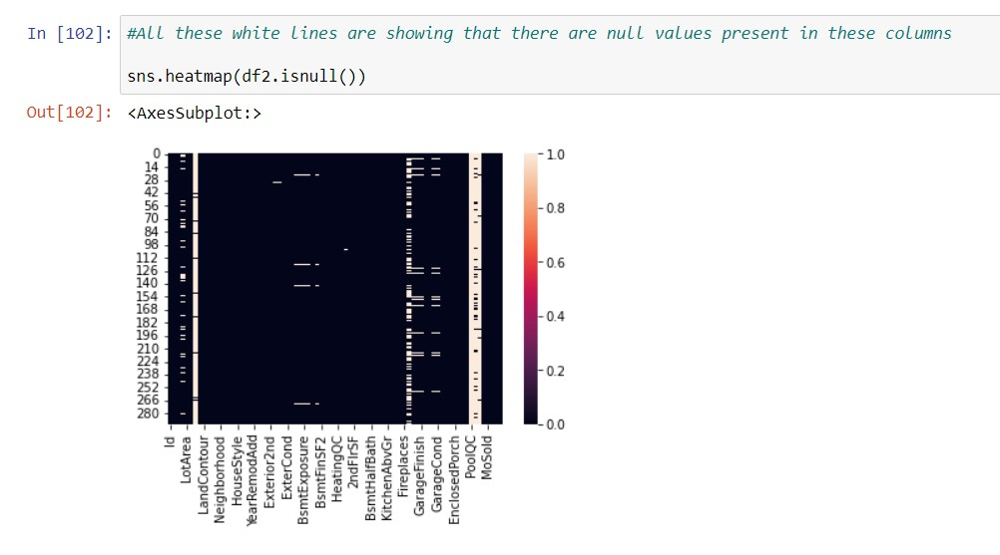 In [102]: #All these white lines are showing that there are null values present in these columns
sns.heatmap(df2.isnull())
Out[102]: <AxesSubplot:>
0
14
28
42
56
70
84
98
112
126
140
154
168
182
196
210
224
238
252
266
280
1.0
0.8
0.6
0.4
0.2
0.0
Id
LotArea
LandContour
Neighborhood
HouseStyle
YearRemodAdd
Exterior2nd
ExterCond
BsmtExposure
BsmtFinSF2
HeatingQC
2ndFlrSF
BsmtHalfBath
KitchenAbvGr
Fireplaces
GarageFinish
GarageCond
EnclosedPorch
PoolQC
MoSold